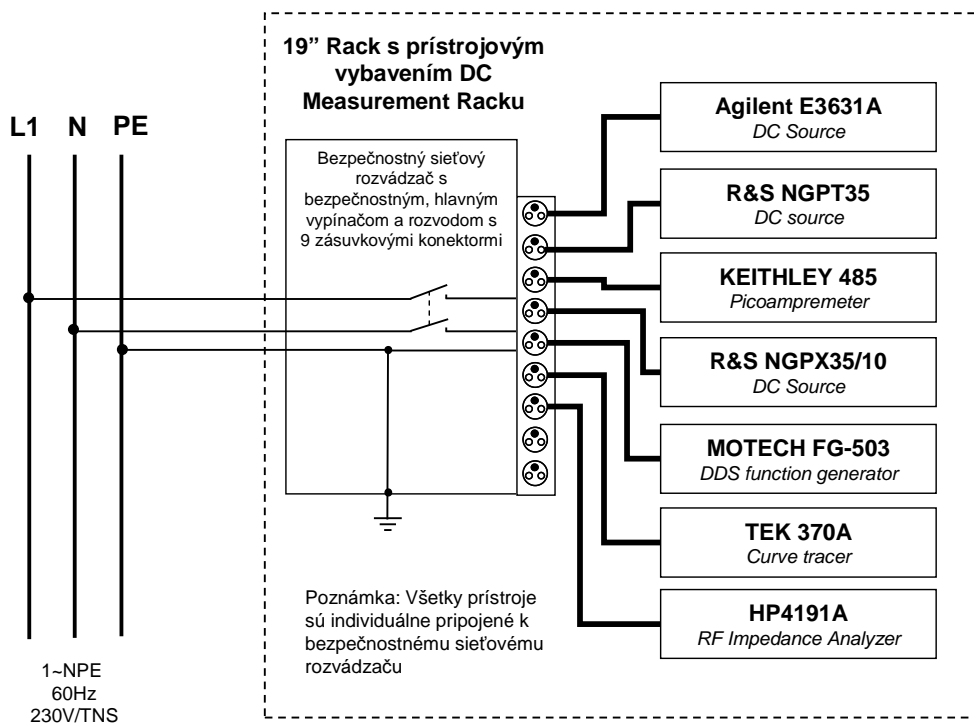 19” Rack s prístrojovým
vybavením DC
Measurement Racku
L1 N PE
Bezpečnostný sieťový
rozvádzač s
bezpečnostným, hlavným
vypínačom a rozvodom s
9 zásuvkovými konektormi
Agilent E3631A
DC Source
R&S NGPT35
DC source
KEITHLEY 485
Picoampremeter
R&S NGPX35/10
DC Source
MOTECH FG-503
DDS function generator
TEK 370A
Curve tracer
HP4191A
RF Impedance Analyzer
Poznámka: Všetky prístroje
sú individuálne pripojené k
bezpečnostnému sieťovému
rozvádzaču
1~NPE
60Hz
230V/TNS